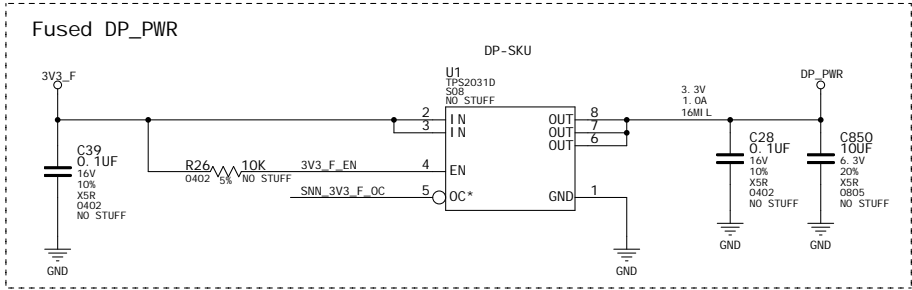 Fused DP_PWR
DP-SKU
3V3_F
U1
TPS2031D
SO8
NO STUFF
DP_PWR
3.3V
1.0A
16MIL
2 IN
3 IN
8 OUT
7 OUT
6 OUT
C39
0.1UF
16V
10%
X5R
0402
NO STUFF
R26 10K
0402 5% NO STUFF
3V3_F_EN
4 EN
SNN_3V3_F_OC
5 OC*
GND 1
C28
0.1UF
16V
10%
X5R
0402
NO STUFF
C850
10UF
6.3V
20%
X5R
0805
NO STUFF
GND
GND
GND
GND